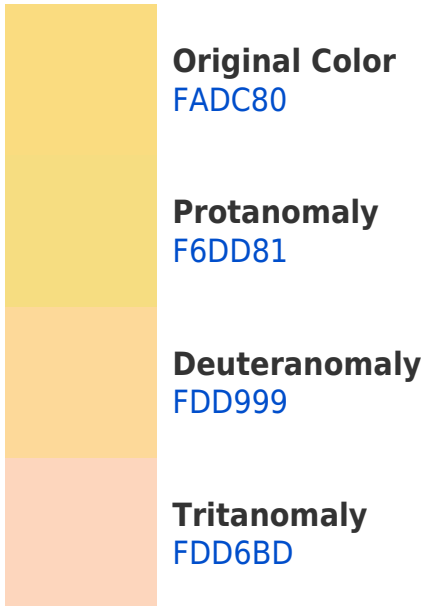 Original Color
FADC80
Protanomaly
F6DD81
Deuteranomaly
FDD999
Tritanomaly
FDD6BD